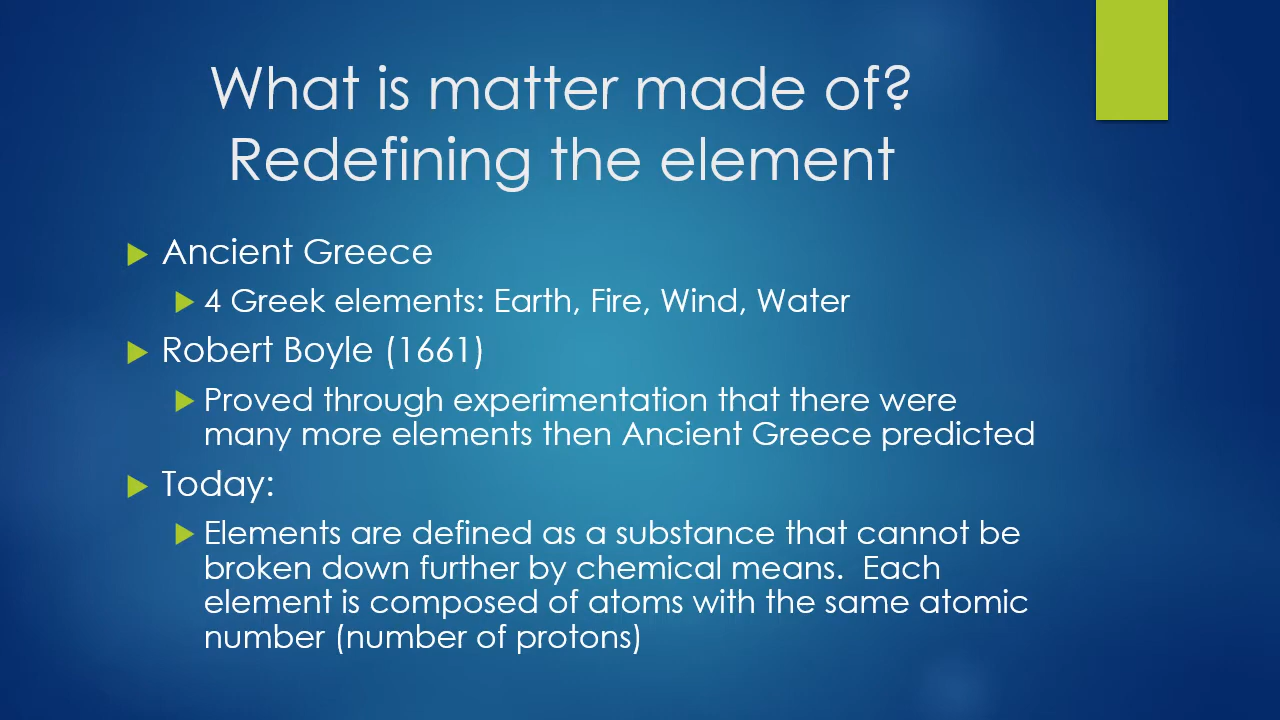 What is matter made of?
Redefining the element
Ancient Greece
4 Greek elements: Earth, Fire, Wind, Water
Robert Boyle (1661)
Proved through experimentation that there were
many more elements then Ancient Greece predicted
Today:
Elements are defined as a substance that cannot be
broken down further by chemical means.  Each
element is composed of atoms with the same atomic
number (number of protons)